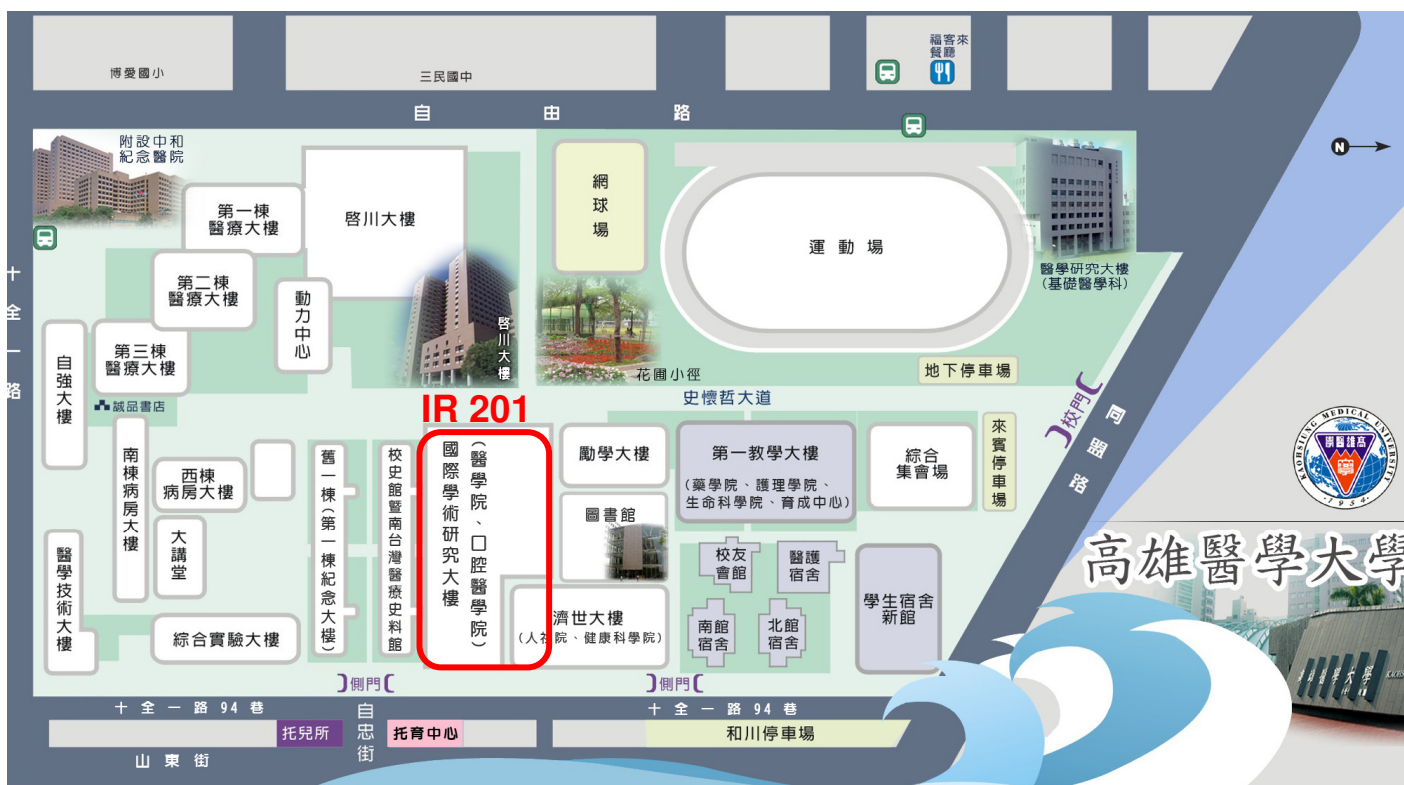 博愛國小
三民國中
福客來
餐廳
自由路
附設中和
紀念醫院
第一棟
醫療大樓
啓川大樓
網球場
運動場
N
醫學研究大樓
(基礎醫學科)
第二棟
醫療大樓
動力中心
啓川大樓
十全一路
自強大樓
第三棟
醫療大樓
誠品書店
花圃小徑
地下停車場
史懷哲大道
校門
同盟路
IR 201
南棟病房大樓
西棟
病房大樓
大講堂
舊一棟(第一棟紀念大樓)
校史館暨南台灣醫療史料館
國際學術研究大樓
(醫學院、口腔醫學院)
勵學大樓
第一教學大樓
(藥學院、護理學院、
生命科學院、育成中心)
綜合
集會場
來賓停車場
KAOHSIUNG MEDICAL UNIVERSITY
高雄醫學
1954
圖書館
高雄醫學大學
醫學技術大樓
綜合實驗大樓
濟世大樓
(人社院、健康科學院)
校友
會館
醫護
宿舍
南館
宿舍
北館
宿舍
學生宿舍
新館
側門
側門
十全一路94巷
十全一路94巷
托兒所
自忠街
托育中心
和川停車場
山東街
高雄醫學大學